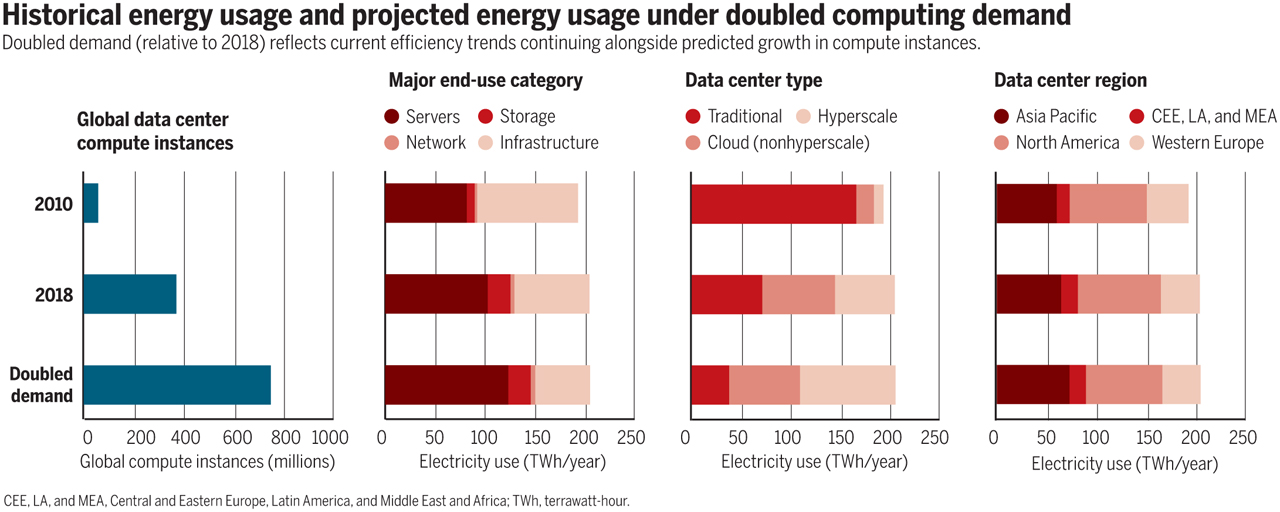 Historical energy usage and projected energy usage under doubled computing demand
Doubled demand (relative to 2018) reflects current efficiency trends continuing alongside predicted growth in compute instances.
Global data center
compute instances
2010
2018
Doubled
demand
0 200 400 600 800 1000
Global compute instances (millions)
Major end-use category
Servers Storage
Network Infrastructure
0 50 100 150 200 250
Electricity use (TWh/year)
Data center type
Traditional Hyperscale
Cloud (nonhyperscale)
0 50 100 150 200 250
Electricity use (TWh/year)
Data center region
Asia Pacific CEE, LA, and MEA
North America Western Europe
0 50 100 150 200 250
Electricity use (TWh/year)
CEE, LA, and MEA, Central and Eastern Europe, Latin America, and Middle East and Africa; TWh, terrawatt-hour.